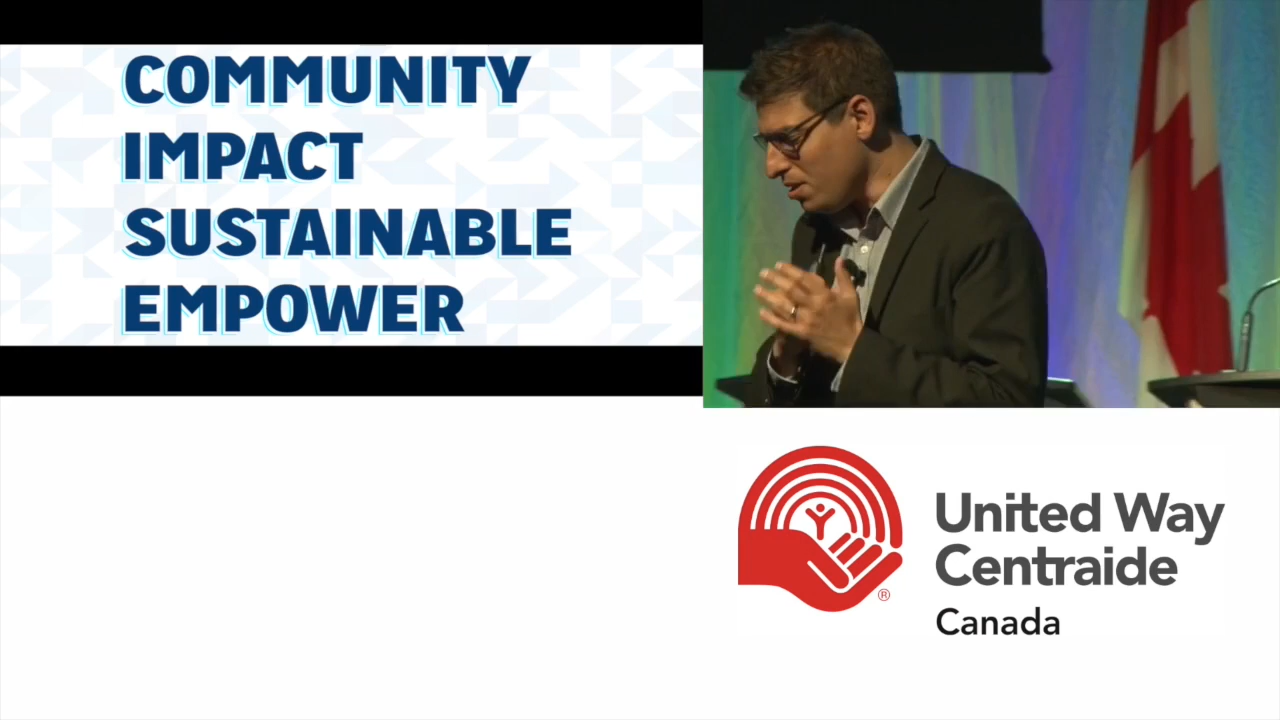 COMMUNITY
IMPACT
SUSTAINABLE
EMPOWER
United Way
Centraide
Canada
®